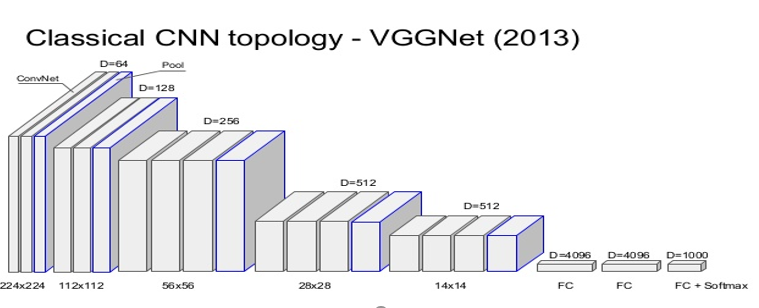 Classical CNN topology - VGGNet (2013)
D=64
Pool
ConvNet
D=128
D=256
D=512
D=512
D=4096 D=4096 D=1000
224x224 112x112 56x56 28x28 14x14 FC FC FC + Softmax